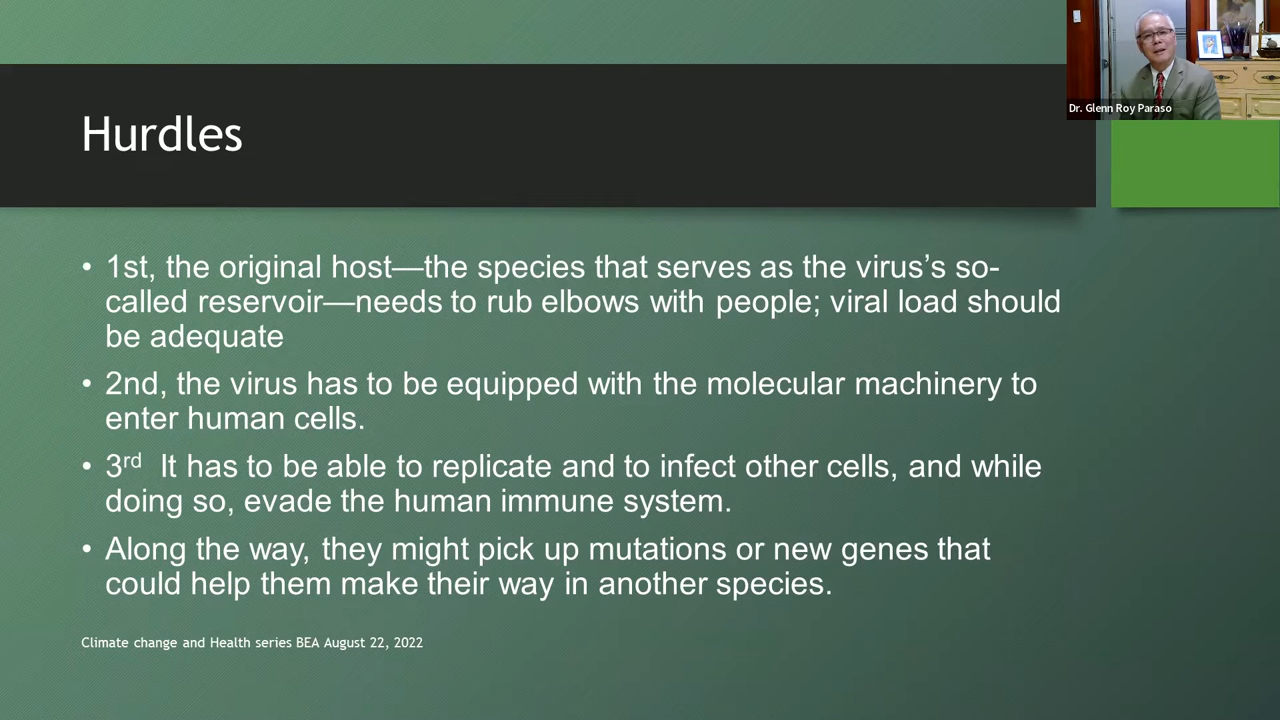 Dr. Glenn Roy Paraso
Hurdles
• 1st, the original host—the species that serves as the virus’s so-
called reservoir—needs to rub elbows with people; viral load should
be adequate
• 2nd, the virus has to be equipped with the molecular machinery to
enter human cells.
• 3rd  It has to be able to replicate and to infect other cells, and while
doing so, evade the human immune system.
• Along the way, they might pick up mutations or new genes that
could help them make their way in another species.
Climate change and Health series BEA August 22, 2022